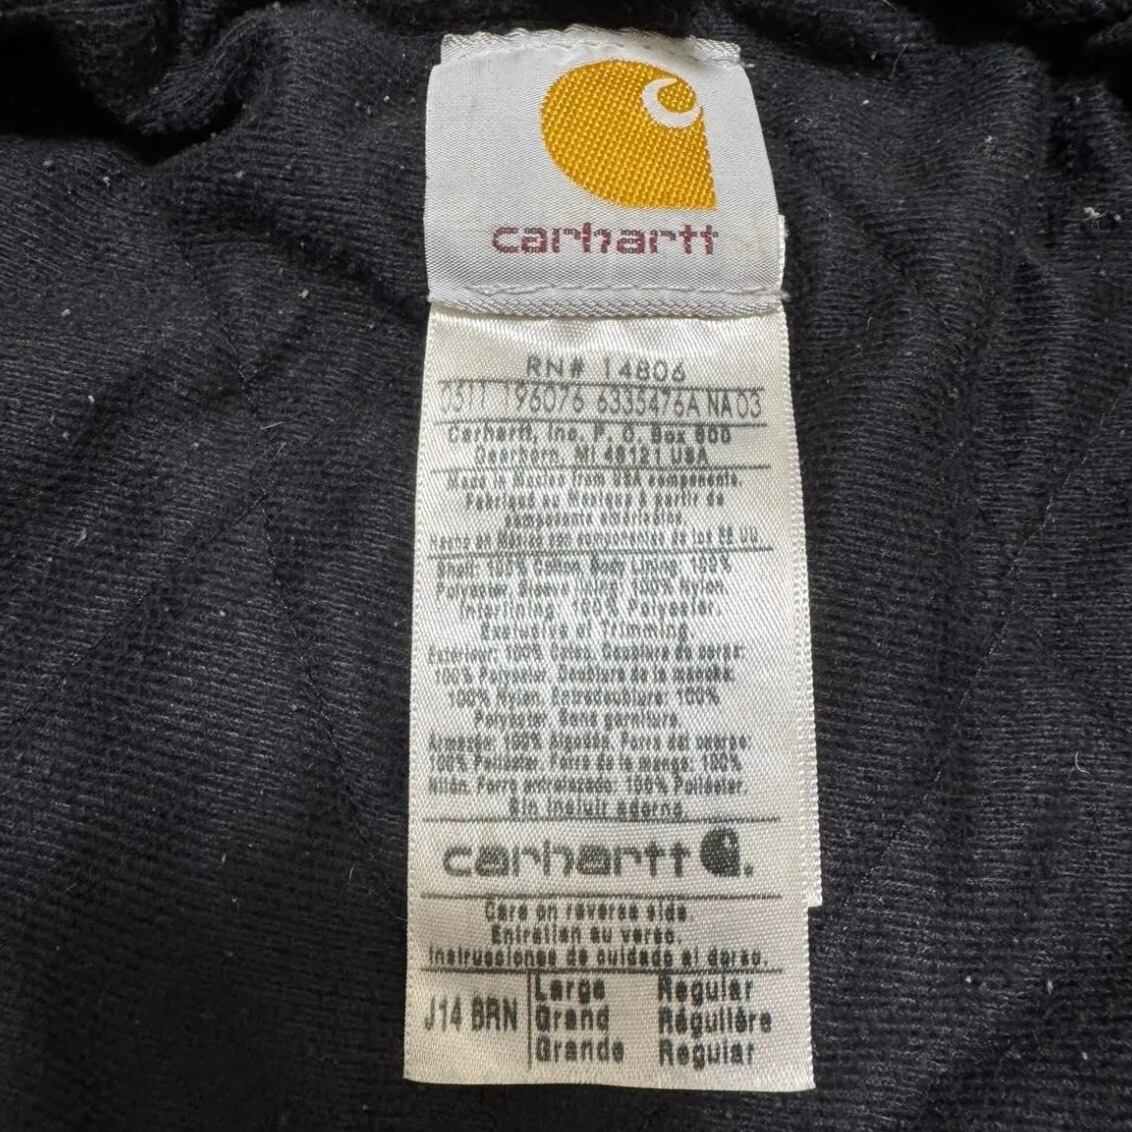 carhartt
RN# 14806
0311 196076 6335476A NA 03
Carhartt, Inc. P. O. Box 600
Dearborn, MI 48121 USA
Made in Mexico from USA components.
Fabriqué au Mexique à partir de
composants américains.
Hecho en México con componentes de los EE UU.
Shell: 100% Cotton. Body Lining: 100%
Polyester. Sleeve Lining: 100% Nylon.
Interlining: 100% Polyester.
Exclusive of Trimming.
Extérieur: 100% Coton. Doublure de corps:
100% Polyester. Doublure de la manche:
100% Nylon. Entredoublure: 100%
Polyester. Sans garniture.
Armazón: 100% Algodón. Forro del cuerpo:
100% Poliéster. Forro de la manga: 100%
Nilón. Forro entrelazado: 100% Poliéster.
Sin incluir adorno.
carhartt
Care on reverse side.
Entretien au verso.
Instrucciones de cuidado al dorso.
J14 BRN
Large Regular
Grand Régulière
Grande Regular